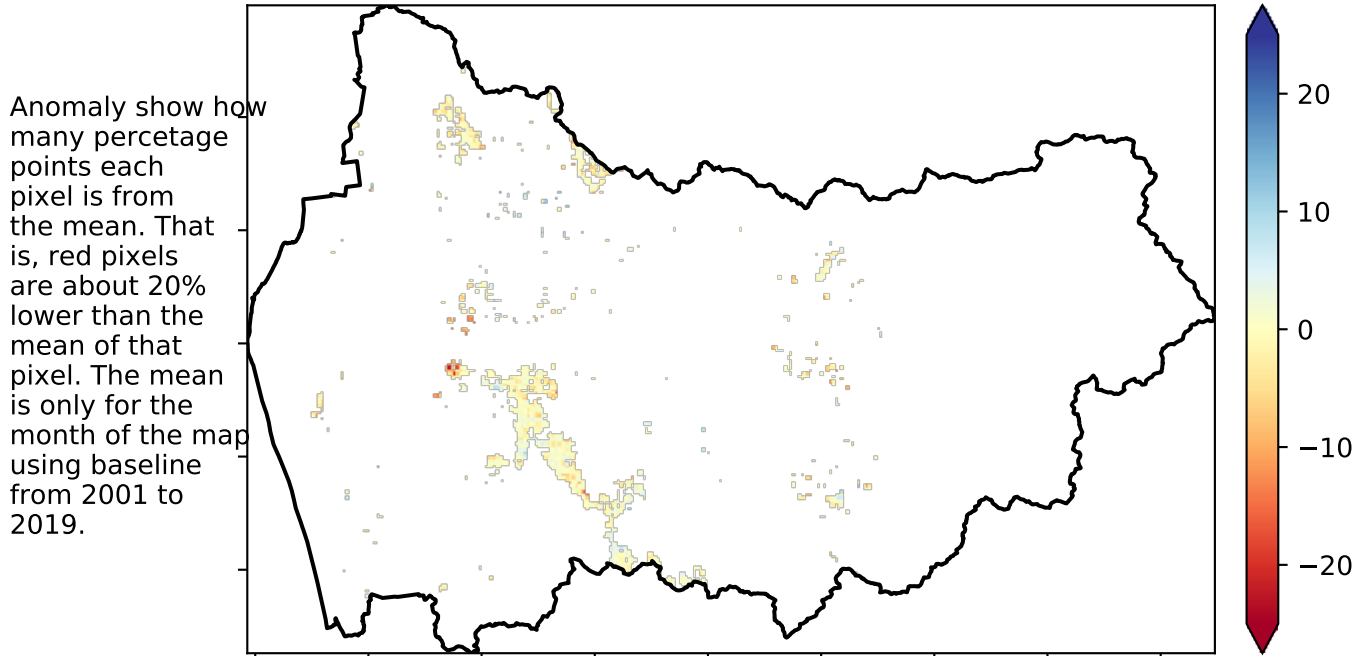 Anomaly show how
many percetage
points each
pixel is from
the mean. That
is, red pixels
are about 20%
lower than the
mean of that
pixel. The mean
is only for the
month of the map
using baseline
from 2001 to
2019.
20
10
0
−10
−20